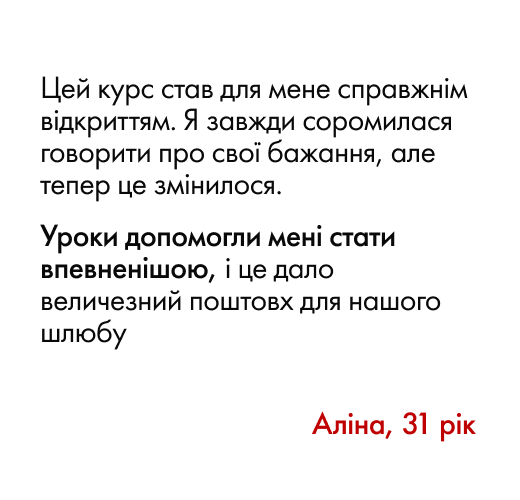 Цей курс став для мене справжнім
відкриттям. Я завжди соромилася
говорити про свої бажання, але
тепер це змінилося.
Уроки допомогли мені стати
впевненішою, і це дало
величезний поштовх для нашого
шлюбу
Аліна, 31 рік